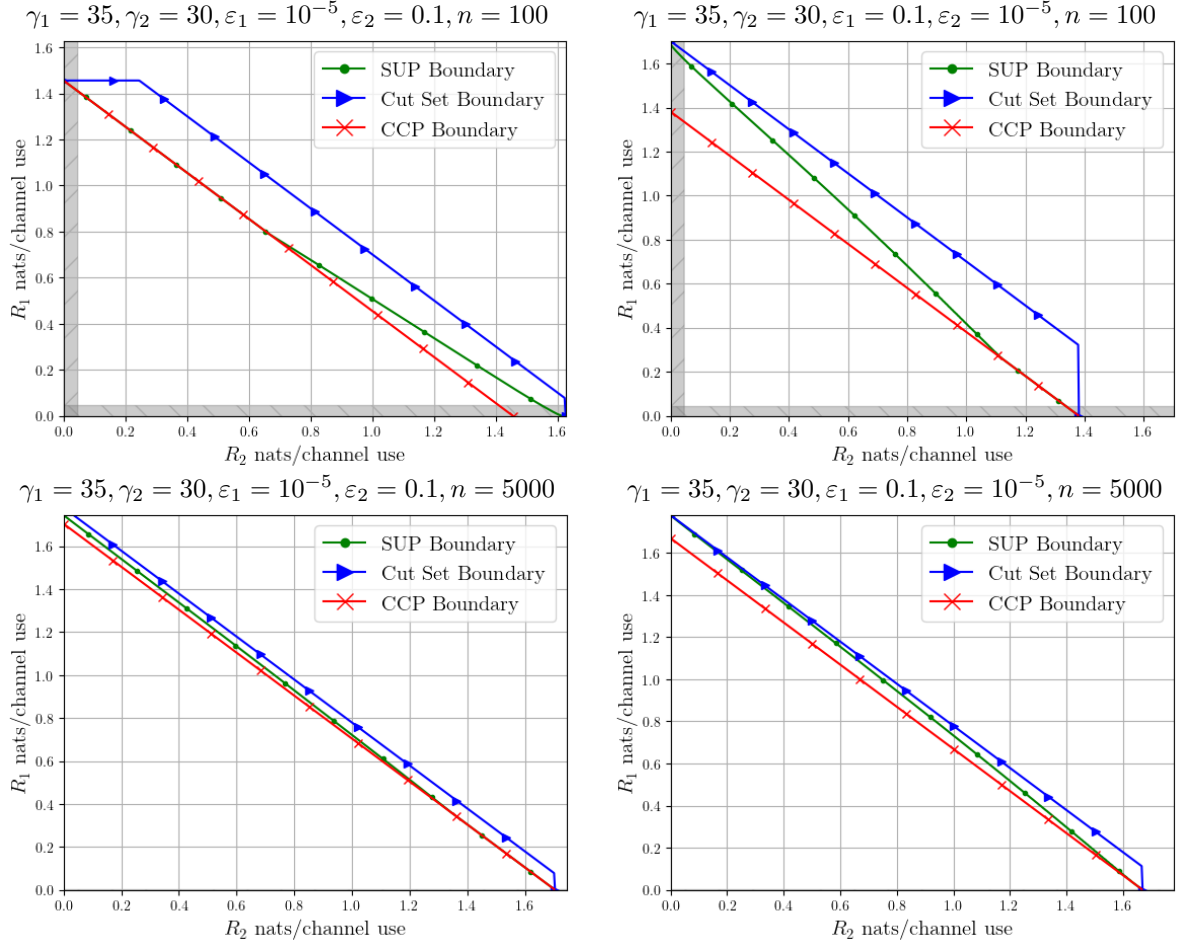 γ₁ = 35, γ₂ = 30, ε₁ = 10⁻⁵, ε₂ = 0.1, n = 100
1.6
1.4
1.2
1.0
0.8
0.6
0.4
0.2
0.0
R₁ nats/channel use
SUP Boundary
Cut Set Boundary
CCP Boundary
0.0 0.2 0.4 0.6 0.8 1.0 1.2 1.4 1.6
R₂ nats/channel use
γ₁ = 35, γ₂ = 30, ε₁ = 0.1, ε₂ = 10⁻⁵, n = 100
1.6
1.4
1.2
1.0
0.8
0.6
0.4
0.2
0.0
R₁ nats/channel use
SUP Boundary
Cut Set Boundary
CCP Boundary
0.0 0.2 0.4 0.6 0.8 1.0 1.2 1.4 1.6
R₂ nats/channel use
γ₁ = 35, γ₂ = 30, ε₁ = 10⁻⁵, ε₂ = 0.1, n = 5000
1.6
1.4
1.2
1.0
0.8
0.6
0.4
0.2
0.0
R₁ nats/channel use
SUP Boundary
Cut Set Boundary
CCP Boundary
0.0 0.2 0.4 0.6 0.8 1.0 1.2 1.4 1.6
R₂ nats/channel use
γ₁ = 35, γ₂ = 30, ε₁ = 0.1, ε₂ = 10⁻⁵, n = 5000
1.6
1.4
1.2
1.0
0.8
0.6
0.4
0.2
0.0
R₁ nats/channel use
SUP Boundary
Cut Set Boundary
CCP Boundary
0.0 0.2 0.4 0.6 0.8 1.0 1.2 1.4 1.6
R₂ nats/channel use